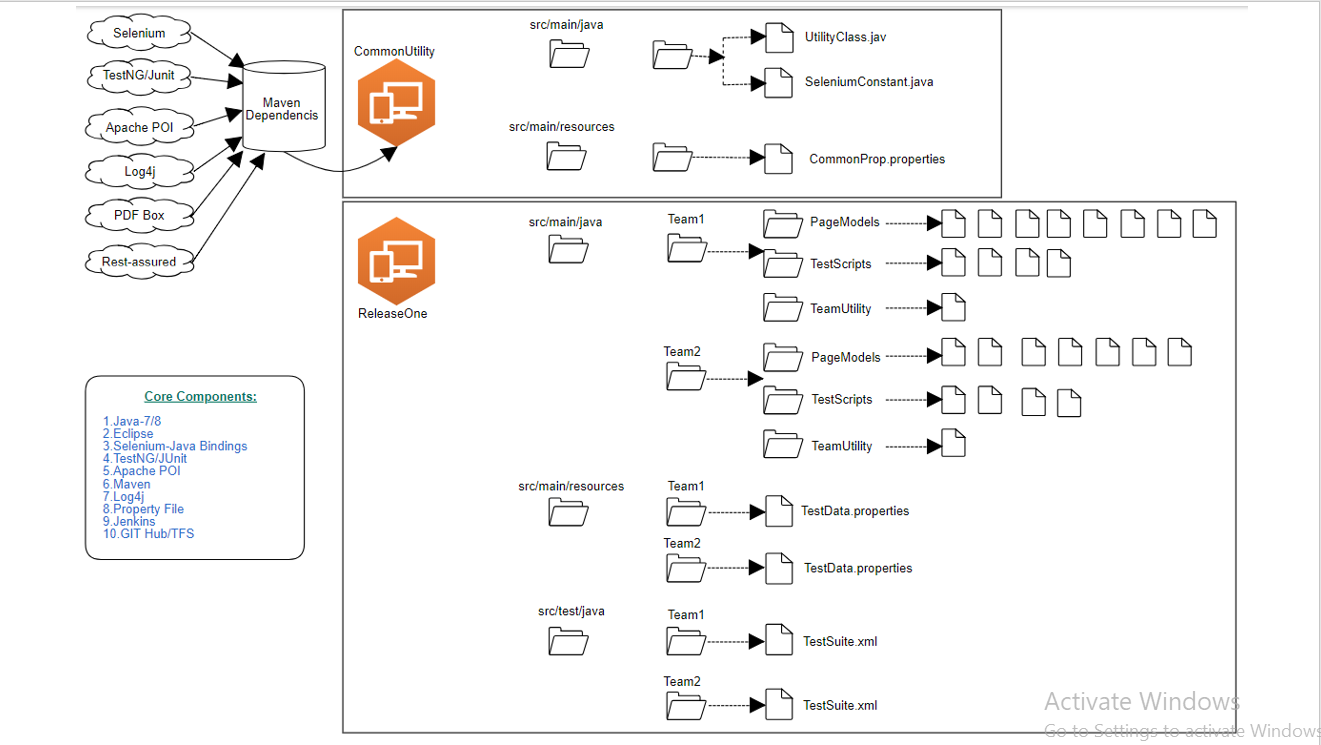 Selenium
TestNG/Junit
Apache POI
Log4j
PDF Box
Rest-assured
Maven
Dependencis
CommonUtility
src/main/java
UtilityClass.jav
SeleniumConstant.java
src/main/resources
CommonProp.properties
ReleaseOne
src/main/java
Team1
PageModels
TestScripts
TeamUtility
Team2
PageModels
TestScripts
TeamUtility
src/main/resources
Team1
TestData.properties
Team2
TestData.properties
src/test/java
Team1
TestSuite.xml
Team2
TestSuite.xml
Core Components:
1.Java-7/8
2.Eclipse
3.Selenium-Java Bindings
4.TestNG/JUnit
5.Apache POI
6.Maven
7.Log4j
8.Property File
9.Jenkins
10.GIT Hub/TFS
Activate Windows
Go to Settings to activate Windows